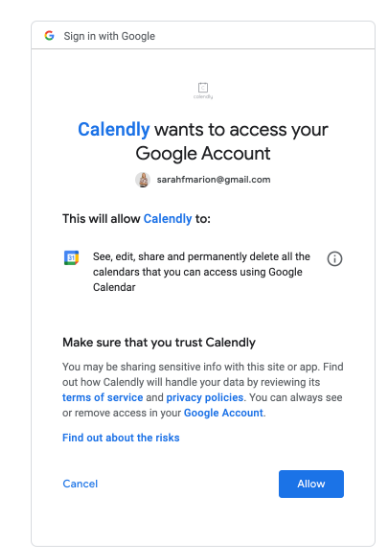 Sign in with Google
calendly
Calendly wants to access your
Google Account
sarahfmarion@gmail.com
This will allow Calendly to:
31
See, edit, share and permanently delete all the
calendars that you can access using Google
Calendar
Make sure that you trust Calendly
You may be sharing sensitive info with this site or app. Find
out how Calendly will handle your data by reviewing its
terms of service and privacy policies. You can always see
or remove access in your Google Account.
Find out about the risks
Cancel
Allow